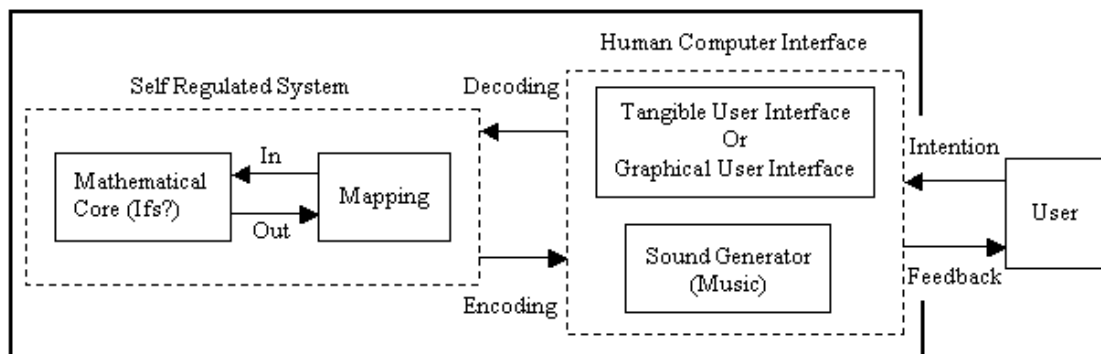 Human Computer Interface
Self Regulated System
Decoding
Tangible User Interface
Or
Graphical User Interface
Intention
In
Mathematical
Core (Ifs?)
Mapping
Out
User
Sound Generator
(Music)
Encoding
Feedback